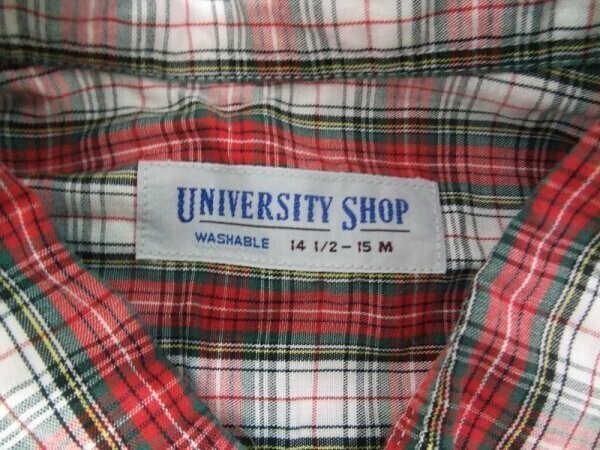 UNIVERSITY SHOP
WASHABLE 14 1/2 - 15 M